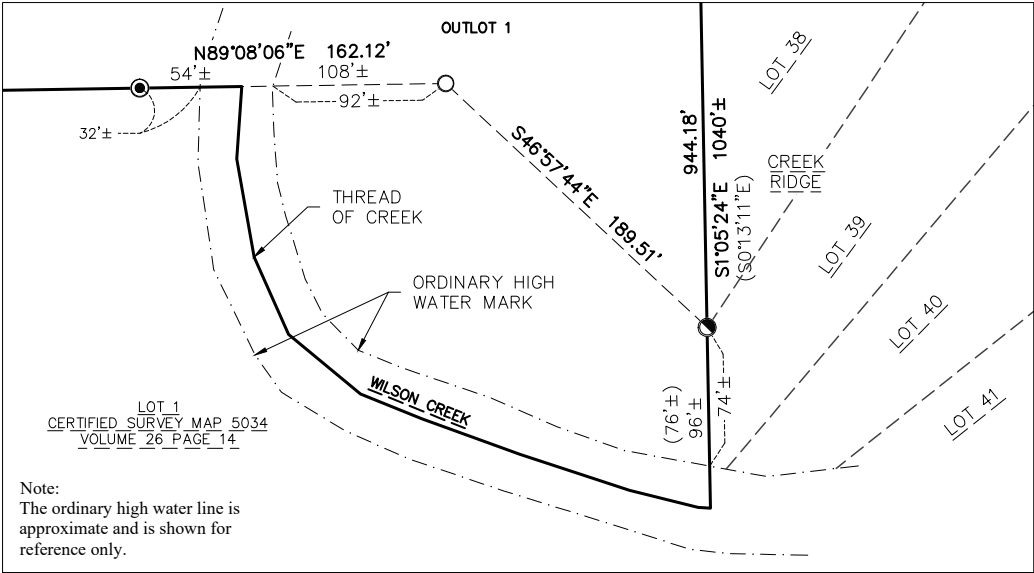 OUTLOT 1
N89°08'06"E 162.12'
54'±
108'±
92'±
32'±
S46°57'44"E 189.51'
944.18'
S1°05'24"E 1040'±
(S0°13'11"E)
LOT 38
CREEK
RIDGE
LOT 39
LOT 40
LOT 41
THREAD
OF CREEK
ORDINARY HIGH
WATER MARK
WILSON CREEK
(76'±)
96'±
74'±
LOT 1
CERTIFIED SURVEY MAP 5034
VOLUME 26 PAGE 14
Note:
The ordinary high water line is
approximate and is shown for
reference only.